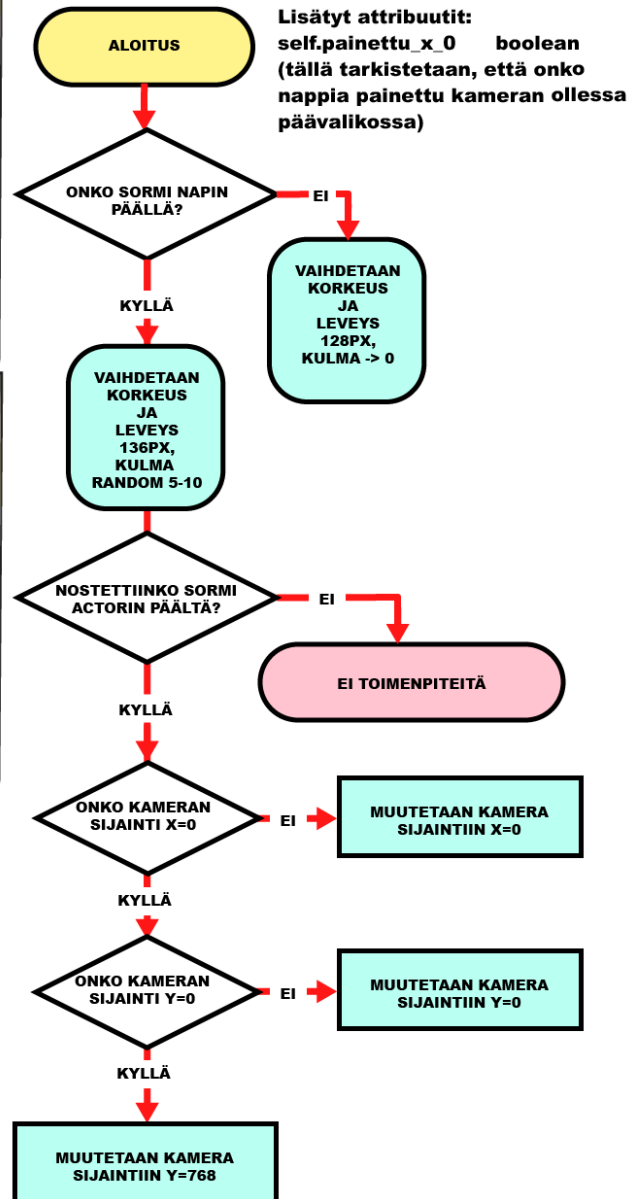 Lisätyt attribuutit:
self.painettu_x_0 boolean
(tällä tarkistetaan, että onko
nappia painettu kameran ollessa
päävalikossa)
ALOITUS
ONKO SORMI NAPIN
PÄÄLLÄ?
EI
VAIHDETAAN
KORKEUS
JA
LEVEYS
128PX,
KULMA -> 0
KYLLÄ
VAIHDETAAN
KORKEUS
JA
LEVEYS
136PX,
KULMA
RANDOM 5-10
NOSTETTIINKO SORMI
ACTORIN PÄÄLTÄ?
EI
EI TOIMENPITEITÄ
KYLLÄ
ONKO KAMERAN
SIJAINTI X=0
EI
MUUTETAAN KAMERA
SIJAINTIIN X=0
KYLLÄ
ONKO KAMERAN
SIJAINTI Y=0
EI
MUUTETAAN KAMERA
SIJAINTIIN Y=0
KYLLÄ
MUUTETAAN KAMERA
SIJAINTIIN Y=768